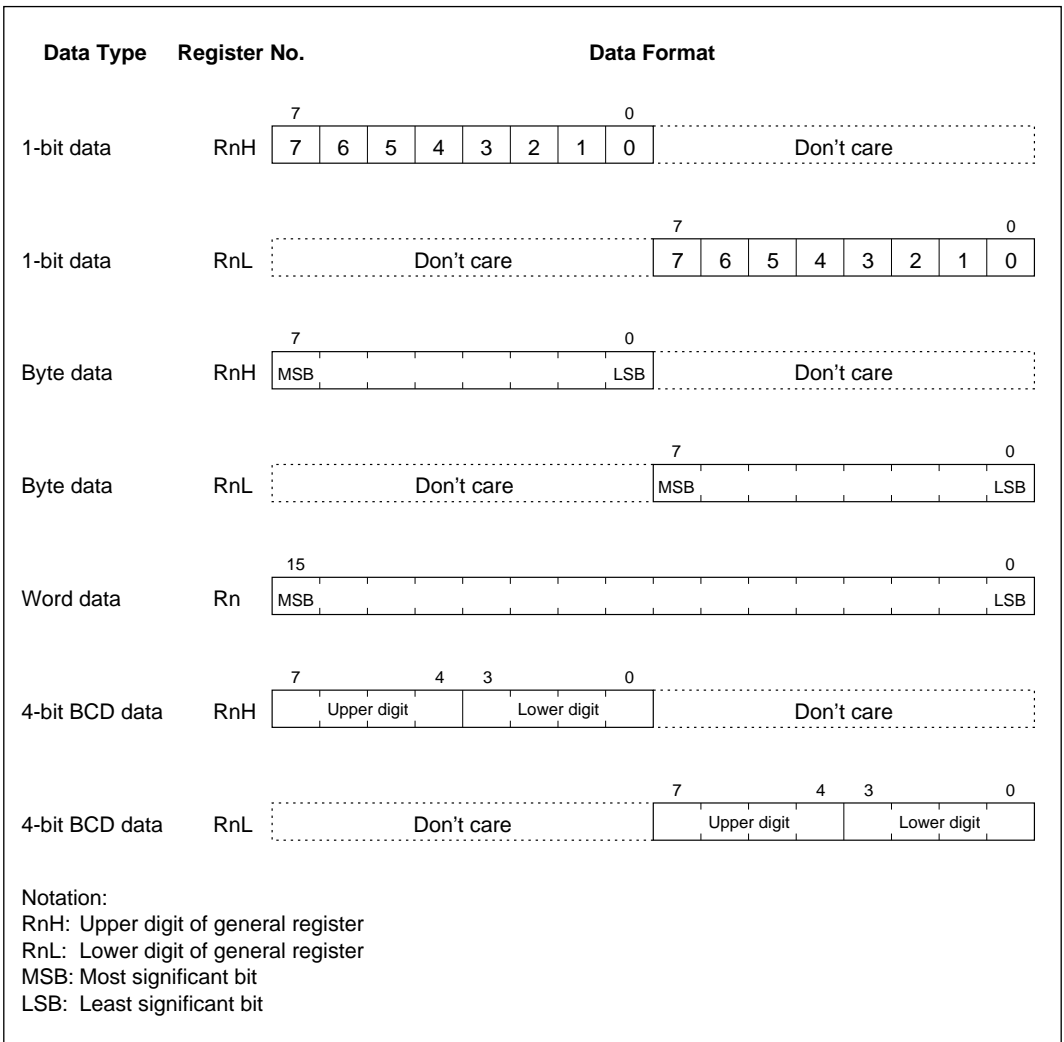 Data Type Register No. Data Format
7 0
1-bit data RnH 7 6 5 4 3 2 1 0 Don't care
7 0
1-bit data RnL Don't care 7 6 5 4 3 2 1 0
7 0
Byte data RnH MSB LSB Don't care
7 0
Byte data RnL Don't care MSB LSB
15 0
Word data Rn MSB LSB
7 4 3 0
4-bit BCD data RnH Upper digit Lower digit Don't care
7 4 3 0
4-bit BCD data RnL Don't care Upper digit Lower digit
Notation:
RnH: Upper digit of general register
RnL: Lower digit of general register
MSB: Most significant bit
LSB: Least significant bit